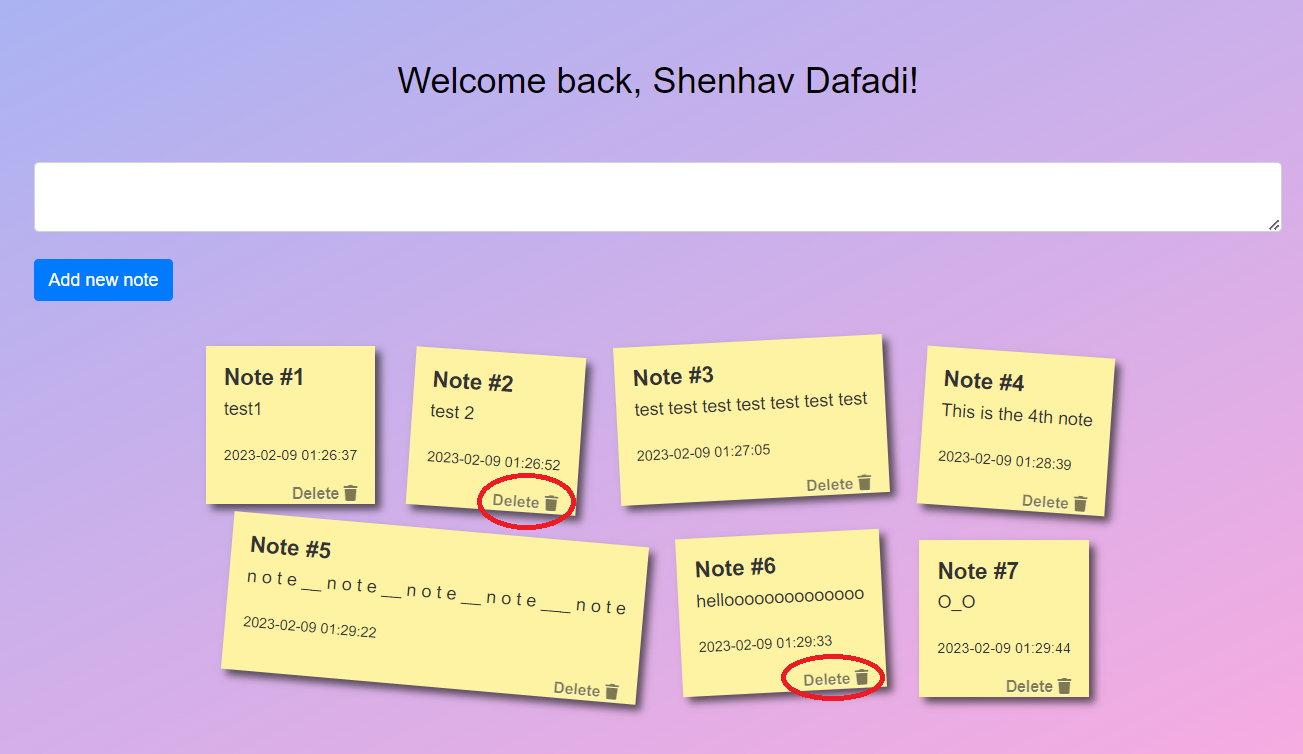 Welcome back, Shenhav Dafadi!
Add new note
Note #1
test1
2023-02-09 01:26:37
Delete
Note #2
test 2
2023-02-09 01:26:52
Delete
Note #3
test test test test test test test
2023-02-09 01:27:05
Delete
Note #4
This is the 4th note
2023-02-09 01:28:39
Delete
Note #5
n o t e __ n o t e __ n o t e __ n o t e ___ n o t e
2023-02-09 01:29:22
Delete
Note #6
helloooooooooooooo
2023-02-09 01:29:33
Delete
Note #7
O_O
2023-02-09 01:29:44
Delete